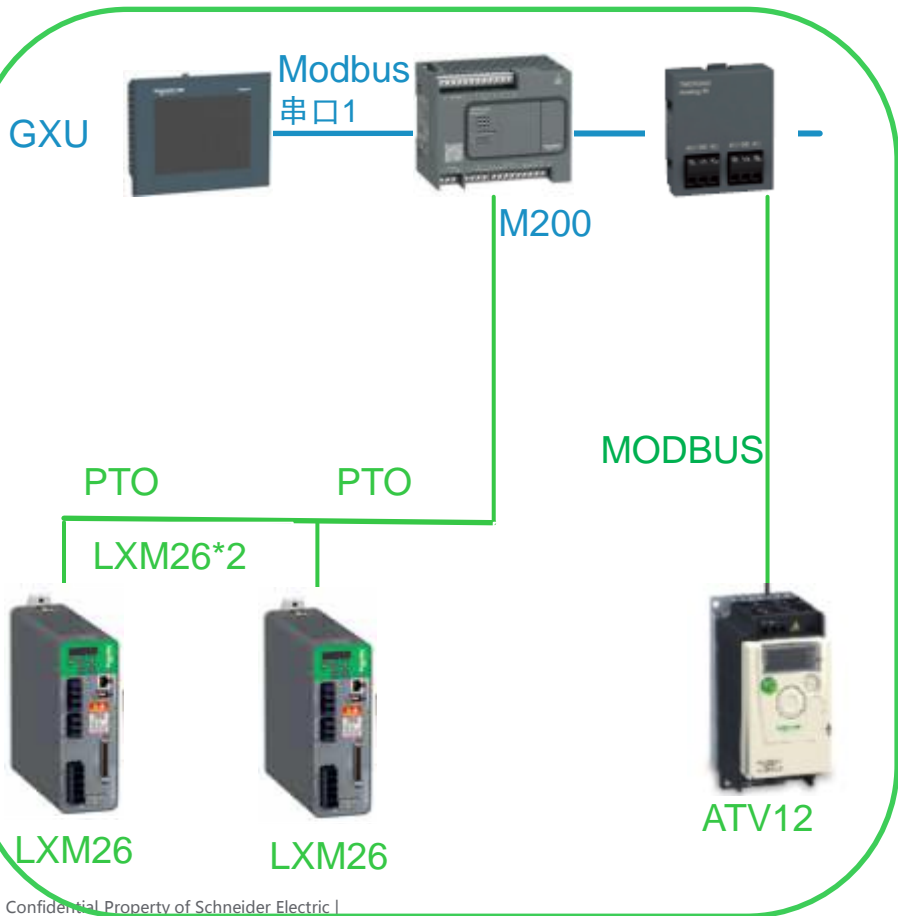 Modbus
串口1
GXU
M200
MODBUS
PTO PTO
LXM26*2
LXM26
LXM26
ATV12
Confidential Property of Schneider Electric |